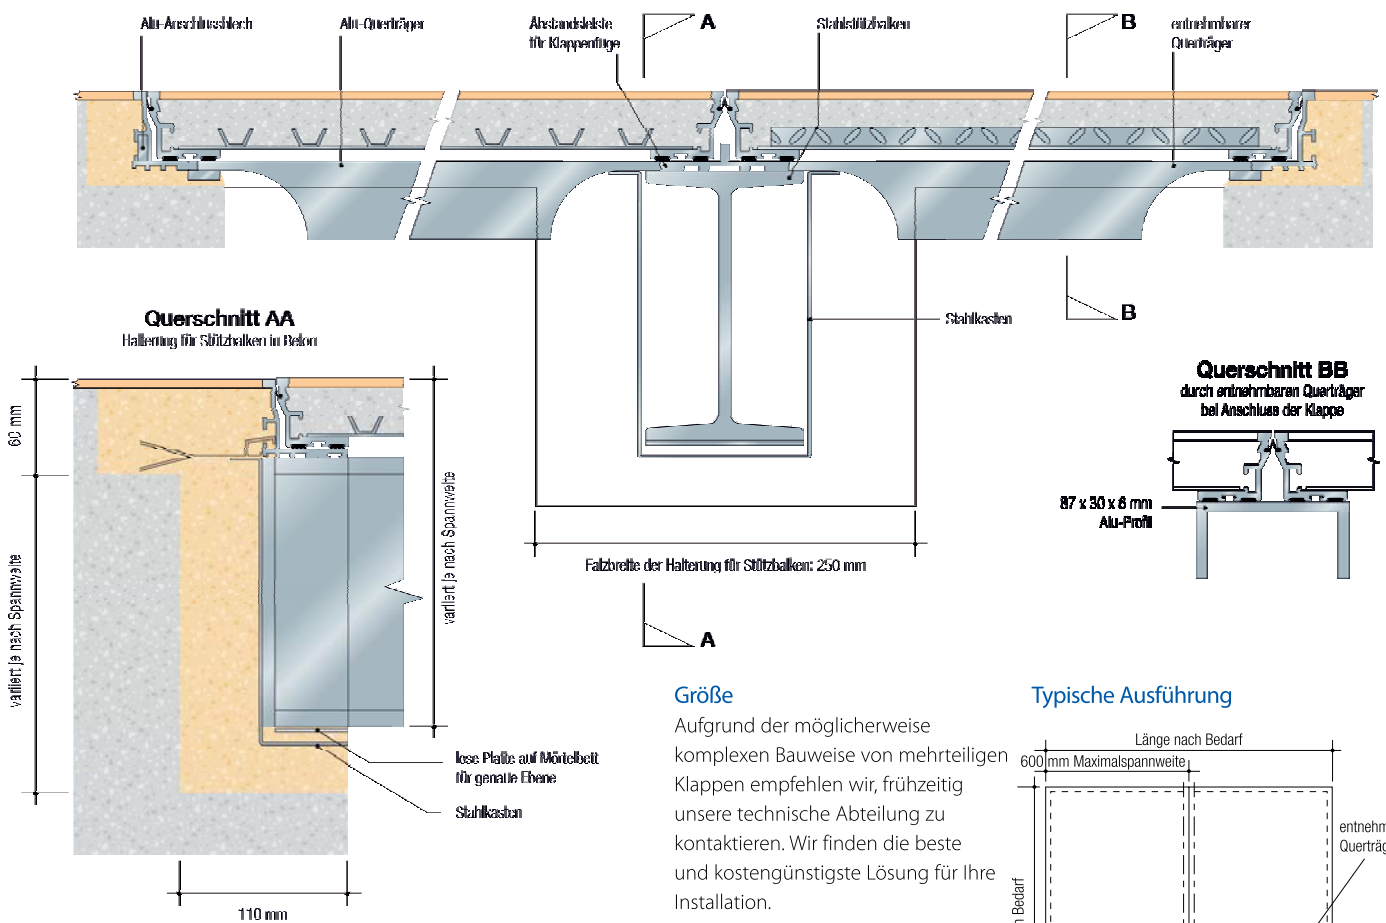 Alu-Anschlussblech
Alu-Querträger
Abstandsleiste
für Klappenfuge
A
Stahlstützbalken
B
entnehmbarer
Querträger
Querschnitt AA
Halterung für Stützbalken in Beton
Stahlkasten
B
60 mm
variiert je nach Spannweite
variiert je nach Spannweite
Querschnitt BB
durch entnehmbaren Querträger
bei Anschluss der Klappe
87 x 30 x 6 mm
Alu-Profil
Falzbreite der Halterung für Stützbalken: 250 mm
A
lose Platte auf Mörtelbett
für genaue Ebene
Stahlkasten
110 mm
Größe
Aufgrund der möglicherweise
komplexen Bauweise von mehrteiligen
Klappen empfehlen wir, frühzeitig
unsere technische Abteilung zu
kontaktieren. Wir finden die beste
und kostengünstigste Lösung für Ihre
Installation.
Typische Ausführung
Länge nach Bedarf
600 mm Maximalspannweite
entnehm
Querträg
h Bedarf